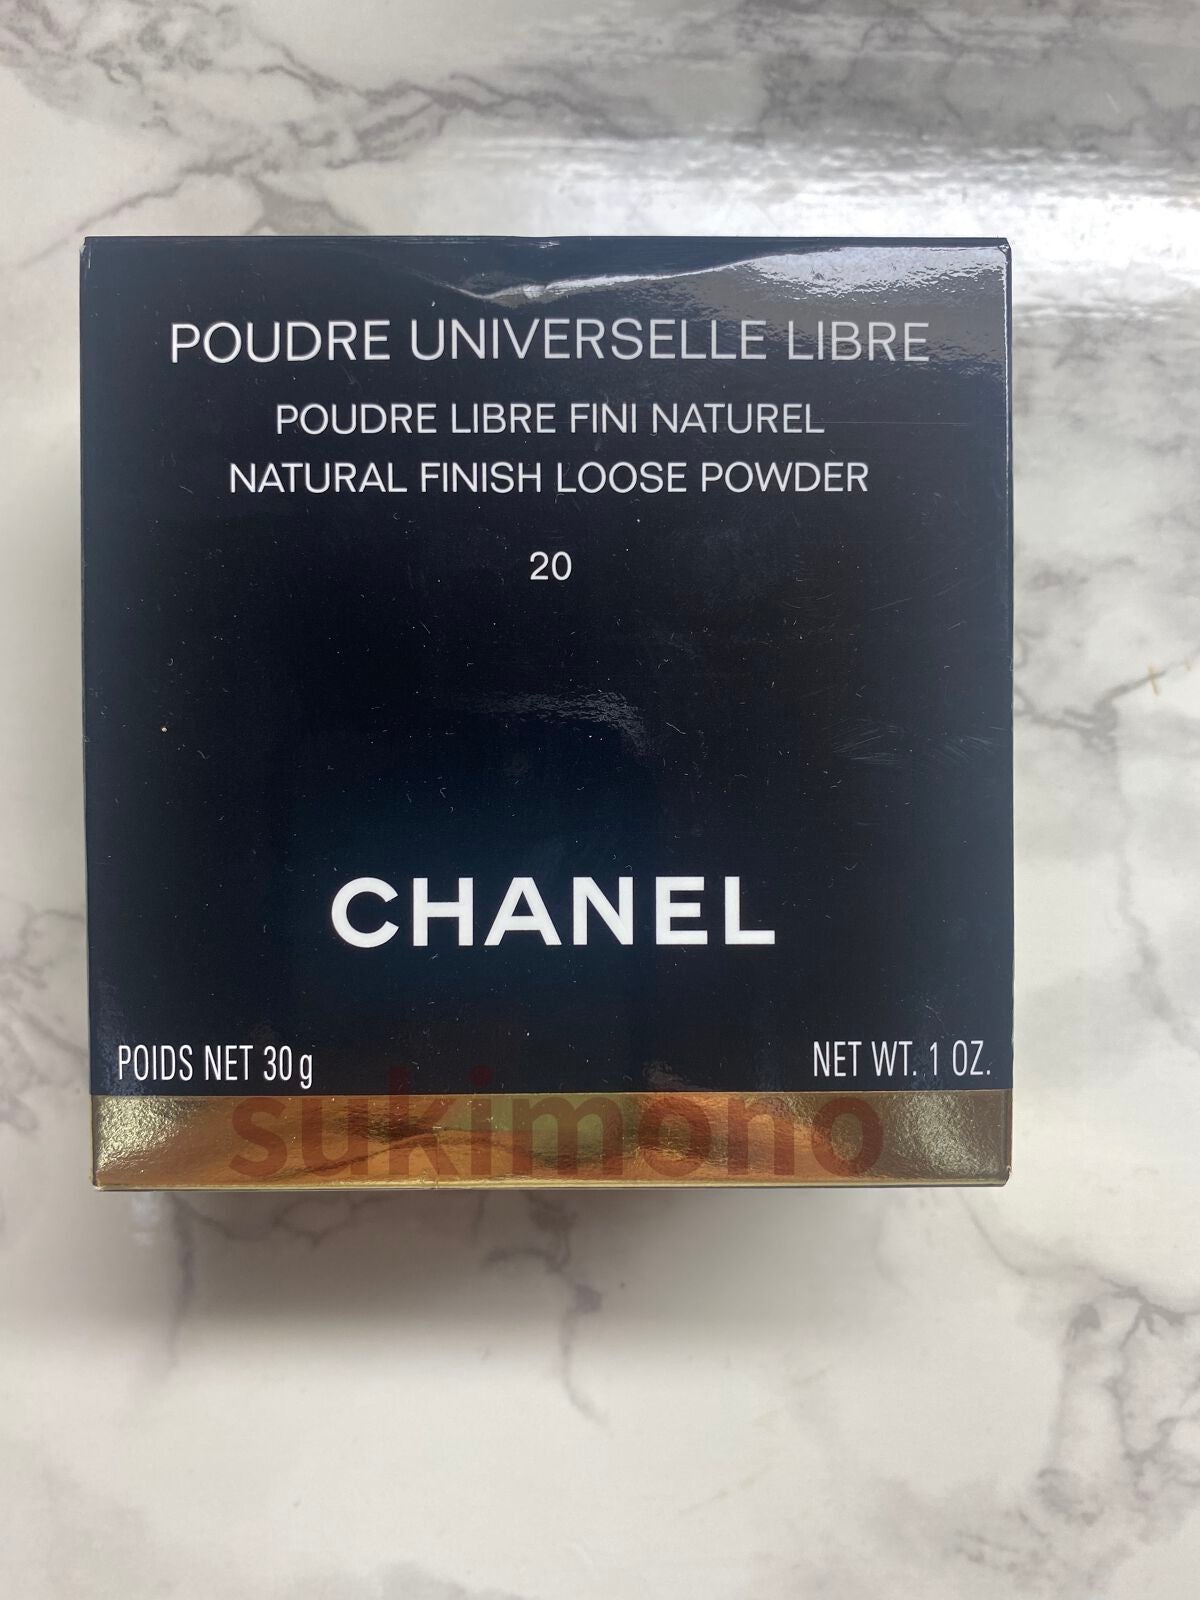 POUDRE UNIVERSELLE LIBRE
POUDRE LIBRE FINI NATUREL
NATURAL FINISH LOOSE POWDER
20
CHANEL
POIDS NET 30 g NET WT. 1 OZ.
sukimono